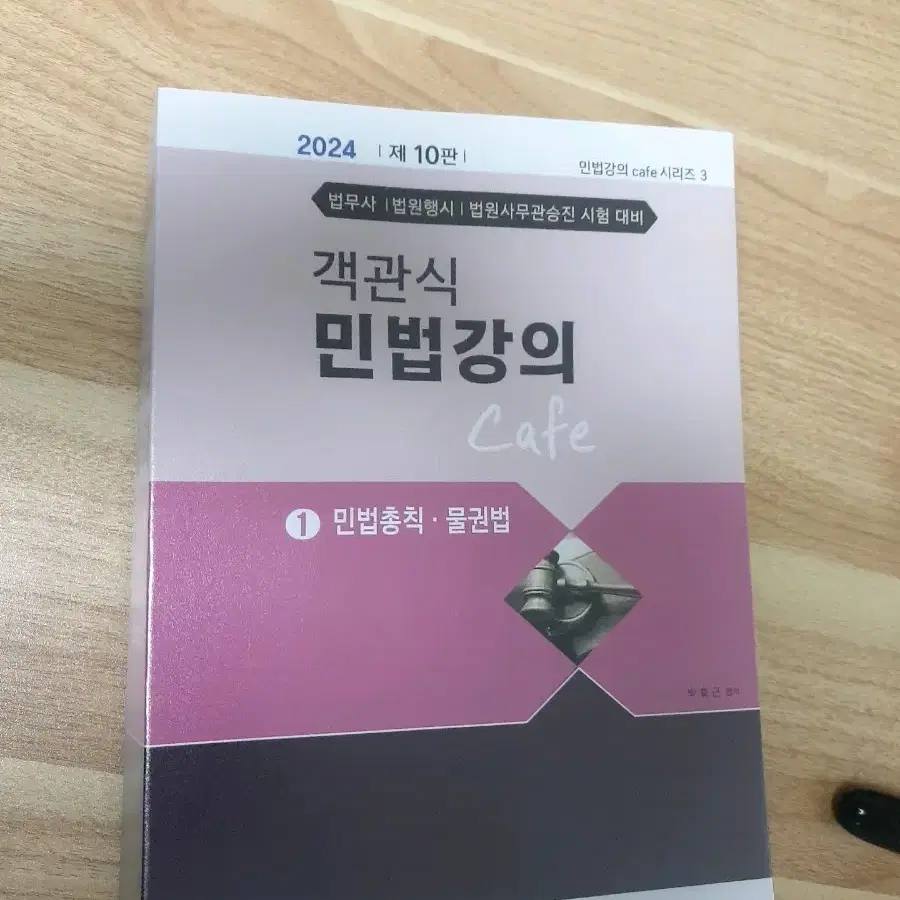 2024 | 제 10판 |
민법강의 cafe 시리즈 3
법무사 | 법원행시 | 법원사무관승진 시험 대비
객관식
민법강의
Cafe
1 민법총칙 · 물권법